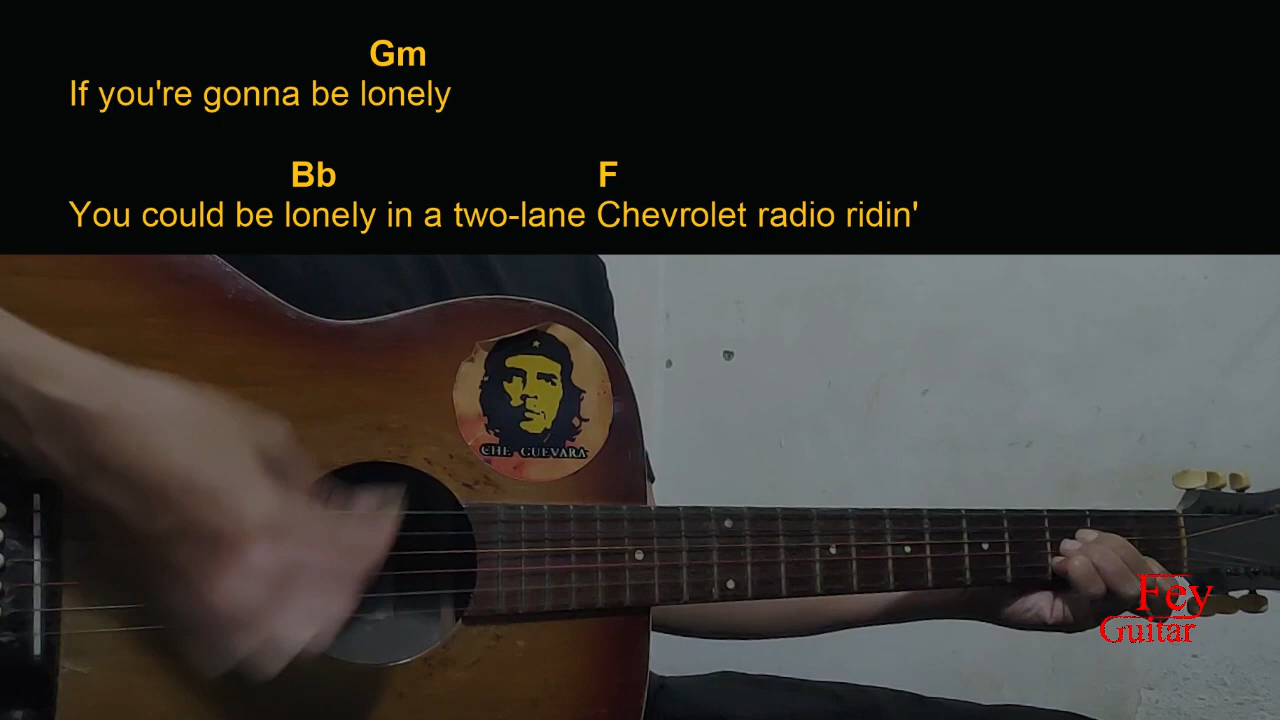 Gm
If you're gonna be lonely
Bb F
You could be lonely in a two-lane Chevrolet radio ridin'
CHE GUEVARA
Fey
Guitar